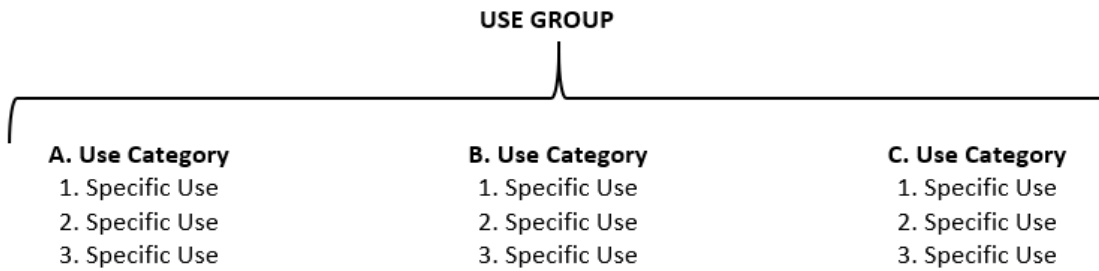 USE GROUP
A. Use Category
1. Specific Use
2. Specific Use
3. Specific Use
B. Use Category
1. Specific Use
2. Specific Use
3. Specific Use
C. Use Category
1. Specific Use
2. Specific Use
3. Specific Use